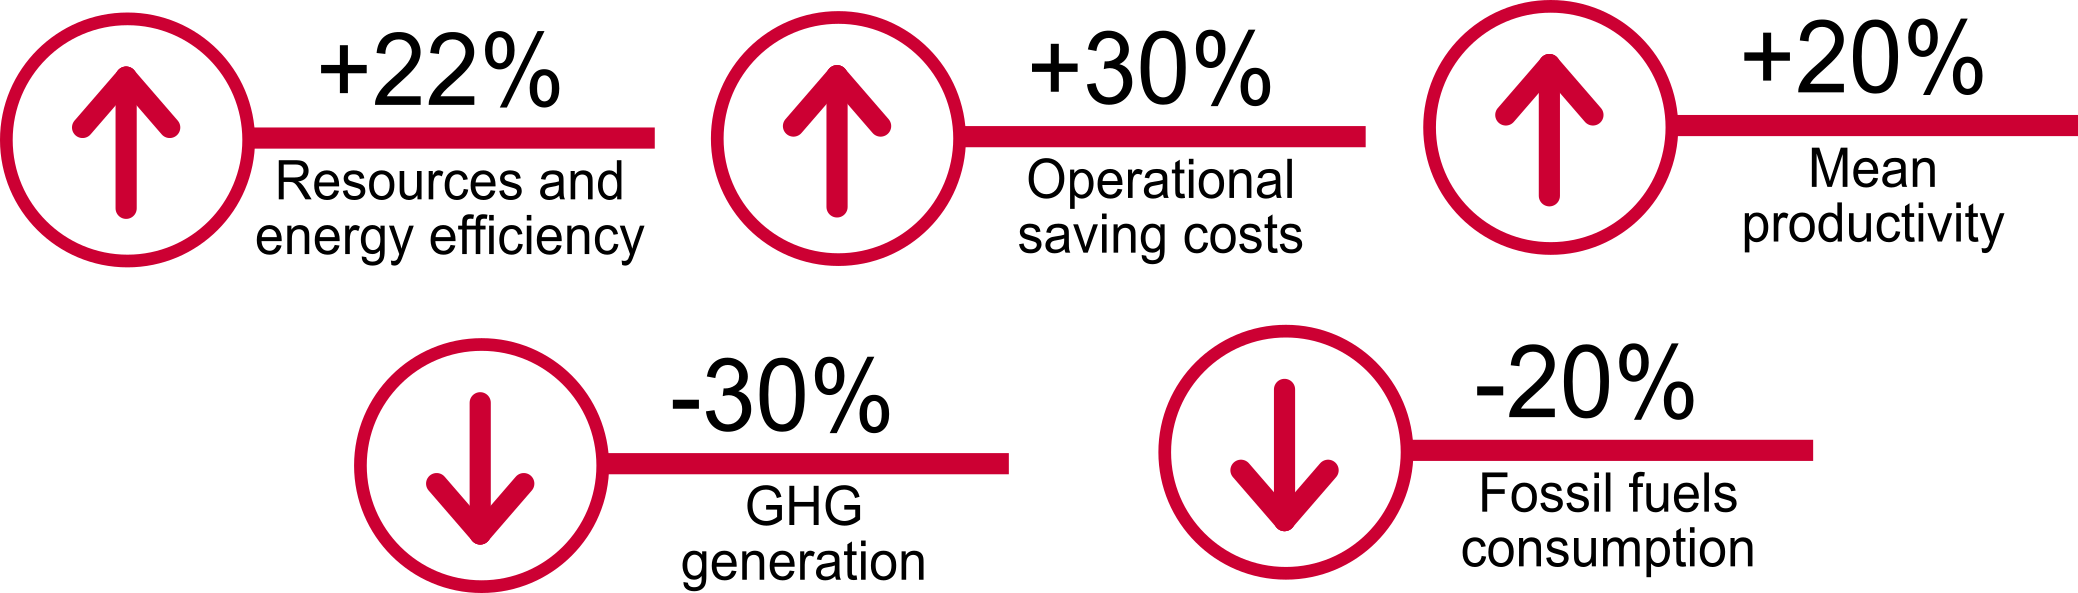 +22%
Resources and
energy efficiency
+30%
Operational
saving costs
+20%
Mean
productivity
-30%
GHG
generation
-20%
Fossil fuels
consumption